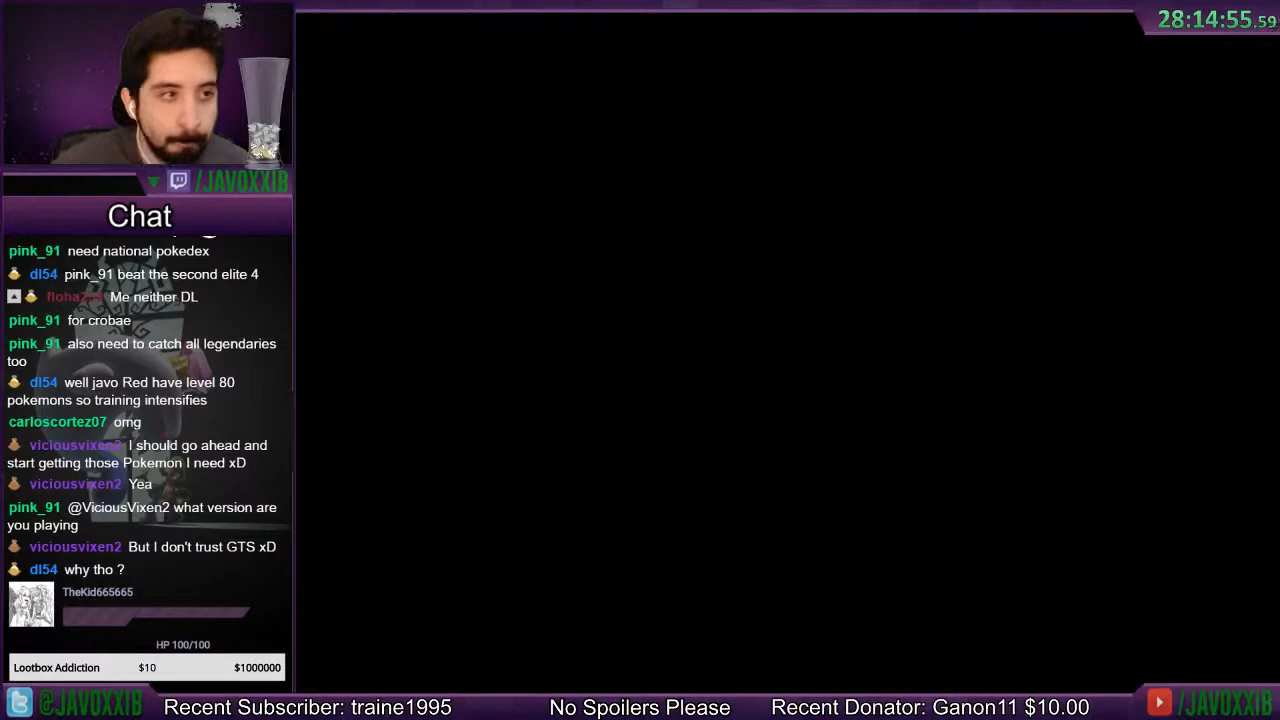 28:14:55.59
/JAVOXXIB
Chat
pink_91 need national pokedex
dl54 pink_91 beat the second elite 4
Me neither DL
pink_91 for crobae
pink_91 also need to catch all legendaries
too
dl54 well javo Red have level 80
pokemons so training intensifies
carloscortez07 omg
viciousvixen2 I should go ahead and
start getting those Pokemon I need xD
viciousvixen2 Yea
pink_91 @ViciousVixen2 what version are
you playing
viciousvixen2 But I don't trust GTS xD
dl54 why tho ?
TheKid665665
HP 100/100
Lootbox Addiction $10 $1000000
@JAVOXXIB Recent Subscriber: traine1995 No Spoilers Please Recent Donator: Ganon11 $10.00 /JAVOXXIB